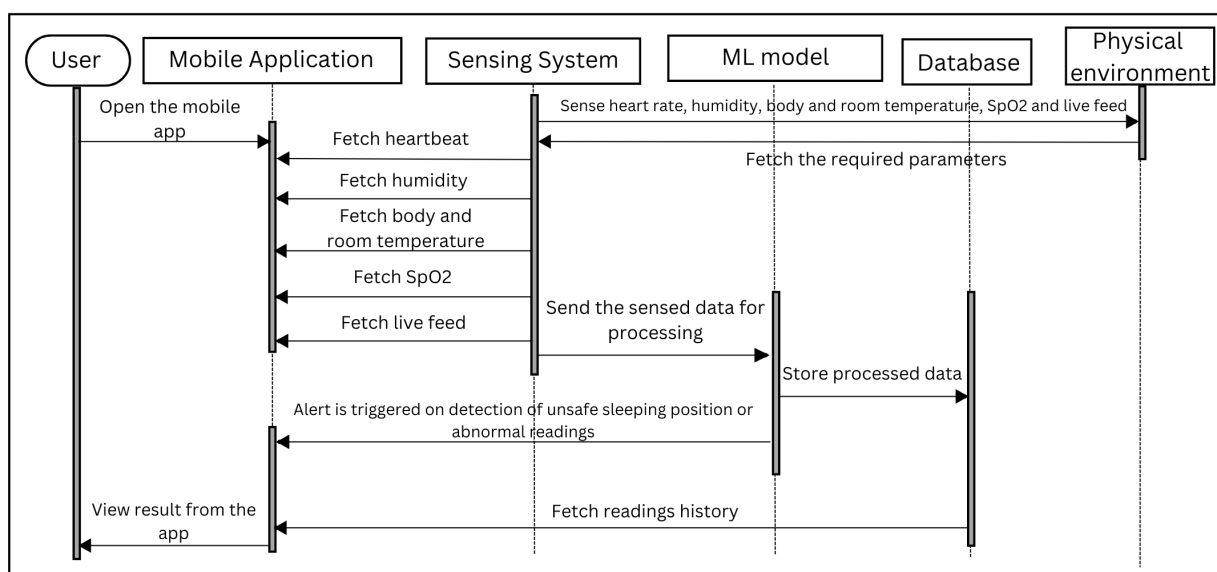 User
Mobile Application
Sensing System
ML model
Database
Physical
environment
Open the mobile
app
Sense heart rate, humidity, body and room temperature, SpO2 and live feed
Fetch heartbeat
Fetch the required parameters
Fetch humidity
Fetch body and
room temperature
Fetch SpO2
Fetch live feed
Send the sensed data for
processing
Store processed data
Alert is triggered on detection of unsafe sleeping position or
abnormal readings
Fetch readings history
View result from the
app